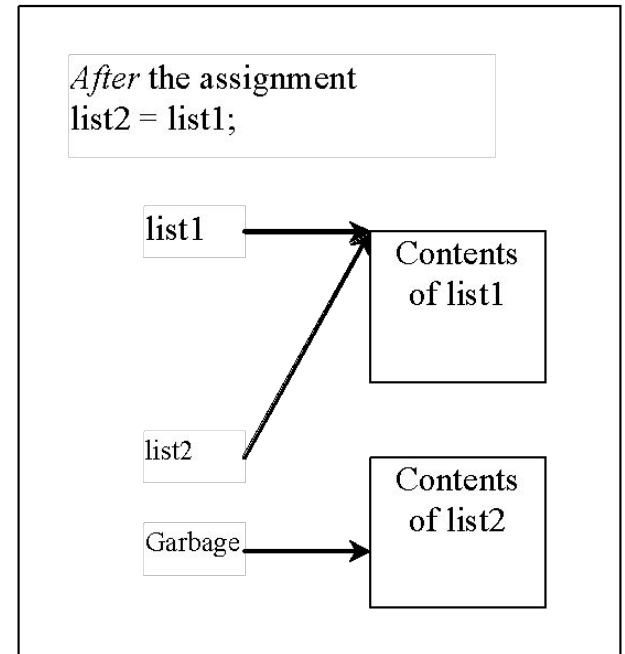 After the assignment
list2 = list1;
list1
Contents
of list1
list2
Contents
of list2
Garbage